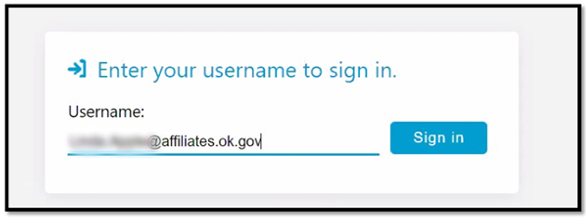 Enter your username to sign in.
Username:
@affiliates.ok.gov
Sign in